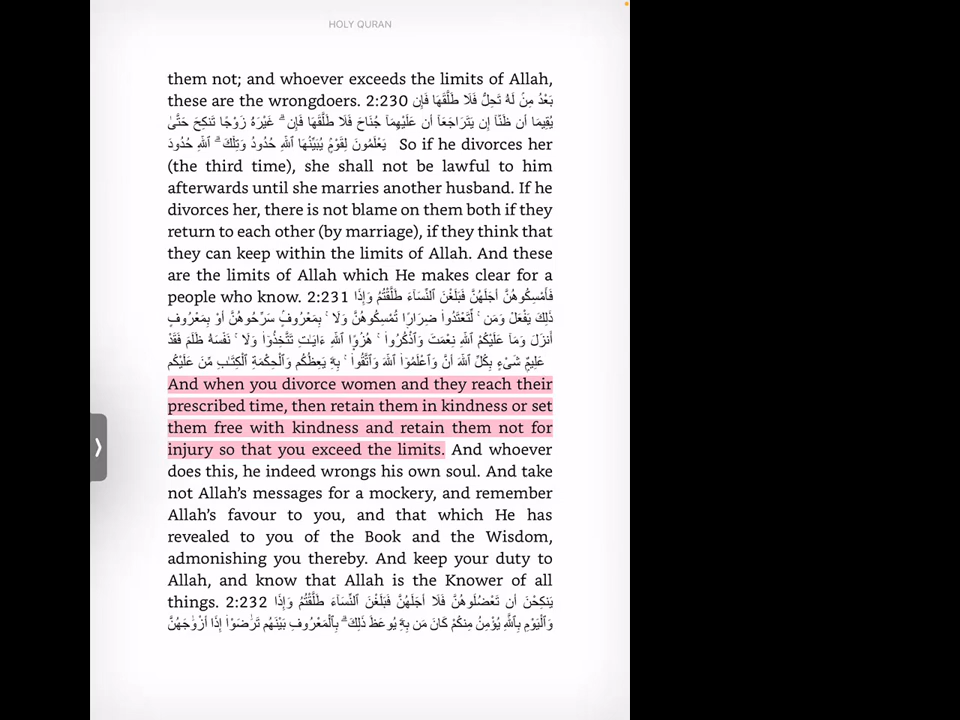 HOLY QURAN
them not; and whoever exceeds the limits of Allah,
these are the wrongdoers. 2:230 بَعْدُ مِنۢ لَهُۥ تَحِلُّ فَلَا طَلَّقَهَا فَإِن
يُقِيمَا أَن ظَنَّآ إِن يَتَرَاجَعَآ أَن عَلَيْهِمَآ جُنَاحَ فَلَا طَلَّقَهَا فَإِن ۗ غَيْرَهُۥ زَوْجًا تَنكِحَ حَتَّىٰ
يَعْلَمُونَ لِقَوْمٍۢ يُبَيِّنُهَا ٱللَّهِ حُدُودُ وَتِلْكَ ۗ ٱللَّهِ حُدُودَ So if he divorces her
(the third time), she shall not be lawful to him
afterwards until she marries another husband. If he
divorces her, there is not blame on them both if they
return to each other (by marriage), if they think that
they can keep within the limits of Allah. And these
are the limits of Allah which He makes clear for a
people who know. 2:231 فَأَمْسِكُوهُنَّ أَجَلَهُنَّ فَبَلَغْنَ ٱلنِّسَآءَ طَلَّقْتُمُ وَإِذَا
ذَٰلِكَ يَفْعَلْ وَمَن ۚ لِّتَعْتَدُوا۟ ضِرَارًا تُمْسِكُوهُنَّ وَلَا ۚ بِمَعْرُوفٍ سَرِّحُوهُنَّ أَوْ بِمَعْرُوفٍ
أَنزَلَ وَمَآ عَلَيْكُمْ ٱللَّهِ نِعْمَتَ وَٱذْكُرُوا۟ ۚ هُزُوًا ٱللَّهِ ءَايَٰتِ تَتَّخِذُوٓا۟ وَلَا ۚ نَفْسَهُۥ ظَلَمَ فَقَدْ
عَلِيمٌ شَىْءٍ بِكُلِّ ٱللَّهَ أَنَّ وَٱعْلَمُوٓا۟ ٱللَّهَ وَٱتَّقُوا۟ ۚ بِهِۦ يَعِظُكُم وَٱلْحِكْمَةِ ٱلْكِتَٰبِ مِّنَ عَلَيْكُم
And when you divorce women and they reach their
prescribed time, then retain them in kindness or set
them free with kindness and retain them not for
injury so that you exceed the limits. And whoever
does this, he indeed wrongs his own soul. And take
not Allah’s messages for a mockery, and remember
Allah’s favour to you, and that which He has
revealed to you of the Book and the Wisdom,
admonishing you thereby. And keep your duty to
Allah, and know that Allah is the Knower of all
things. 2:232 يَنكِحْنَ أَن تَعْضُلُوهُنَّ فَلَا أَجَلَهُنَّ فَبَلَغْنَ ٱلنِّسَآءَ طَلَّقْتُمُ وَإِذَا
وَٱلْيَوْمِ بِٱللَّهِ يُؤْمِنُ مِنكُمْ كَانَ مَن بِهِۦ يُوعَظُ ذَٰلِكَ ۗ بِٱلْمَعْرُوفِ بَيْنَهُم تَرَٰضَوْا۟ إِذَا أَزْوَٰجَهُنَّ